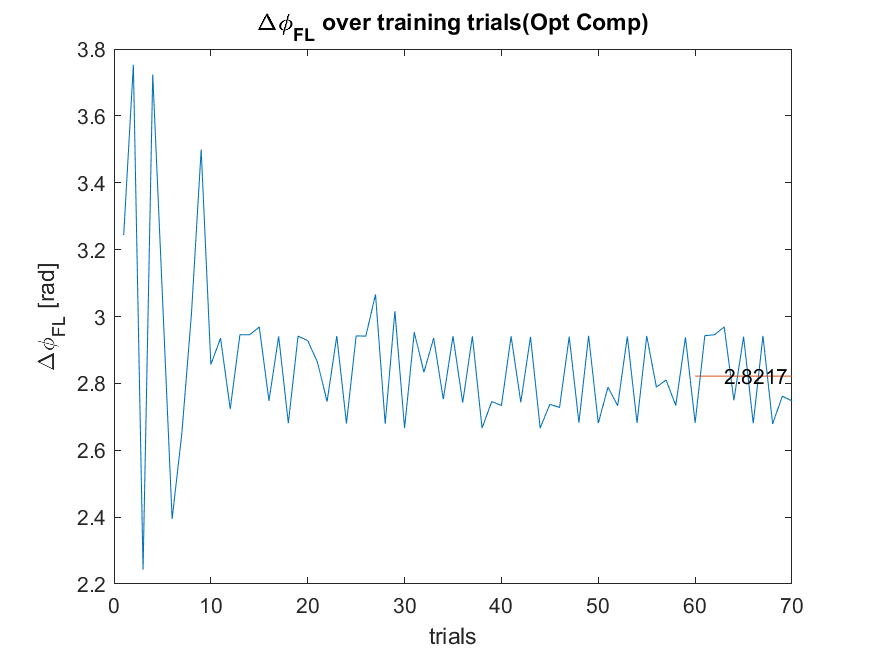 Δϕ_FL over training trials(Opt Comp)
3.8
3.6
3.4
3.2
3
2.8
2.6
2.4
2.2
Δϕ_FL [rad]
2.8217
0 10 20 30 40 50 60 70
trials